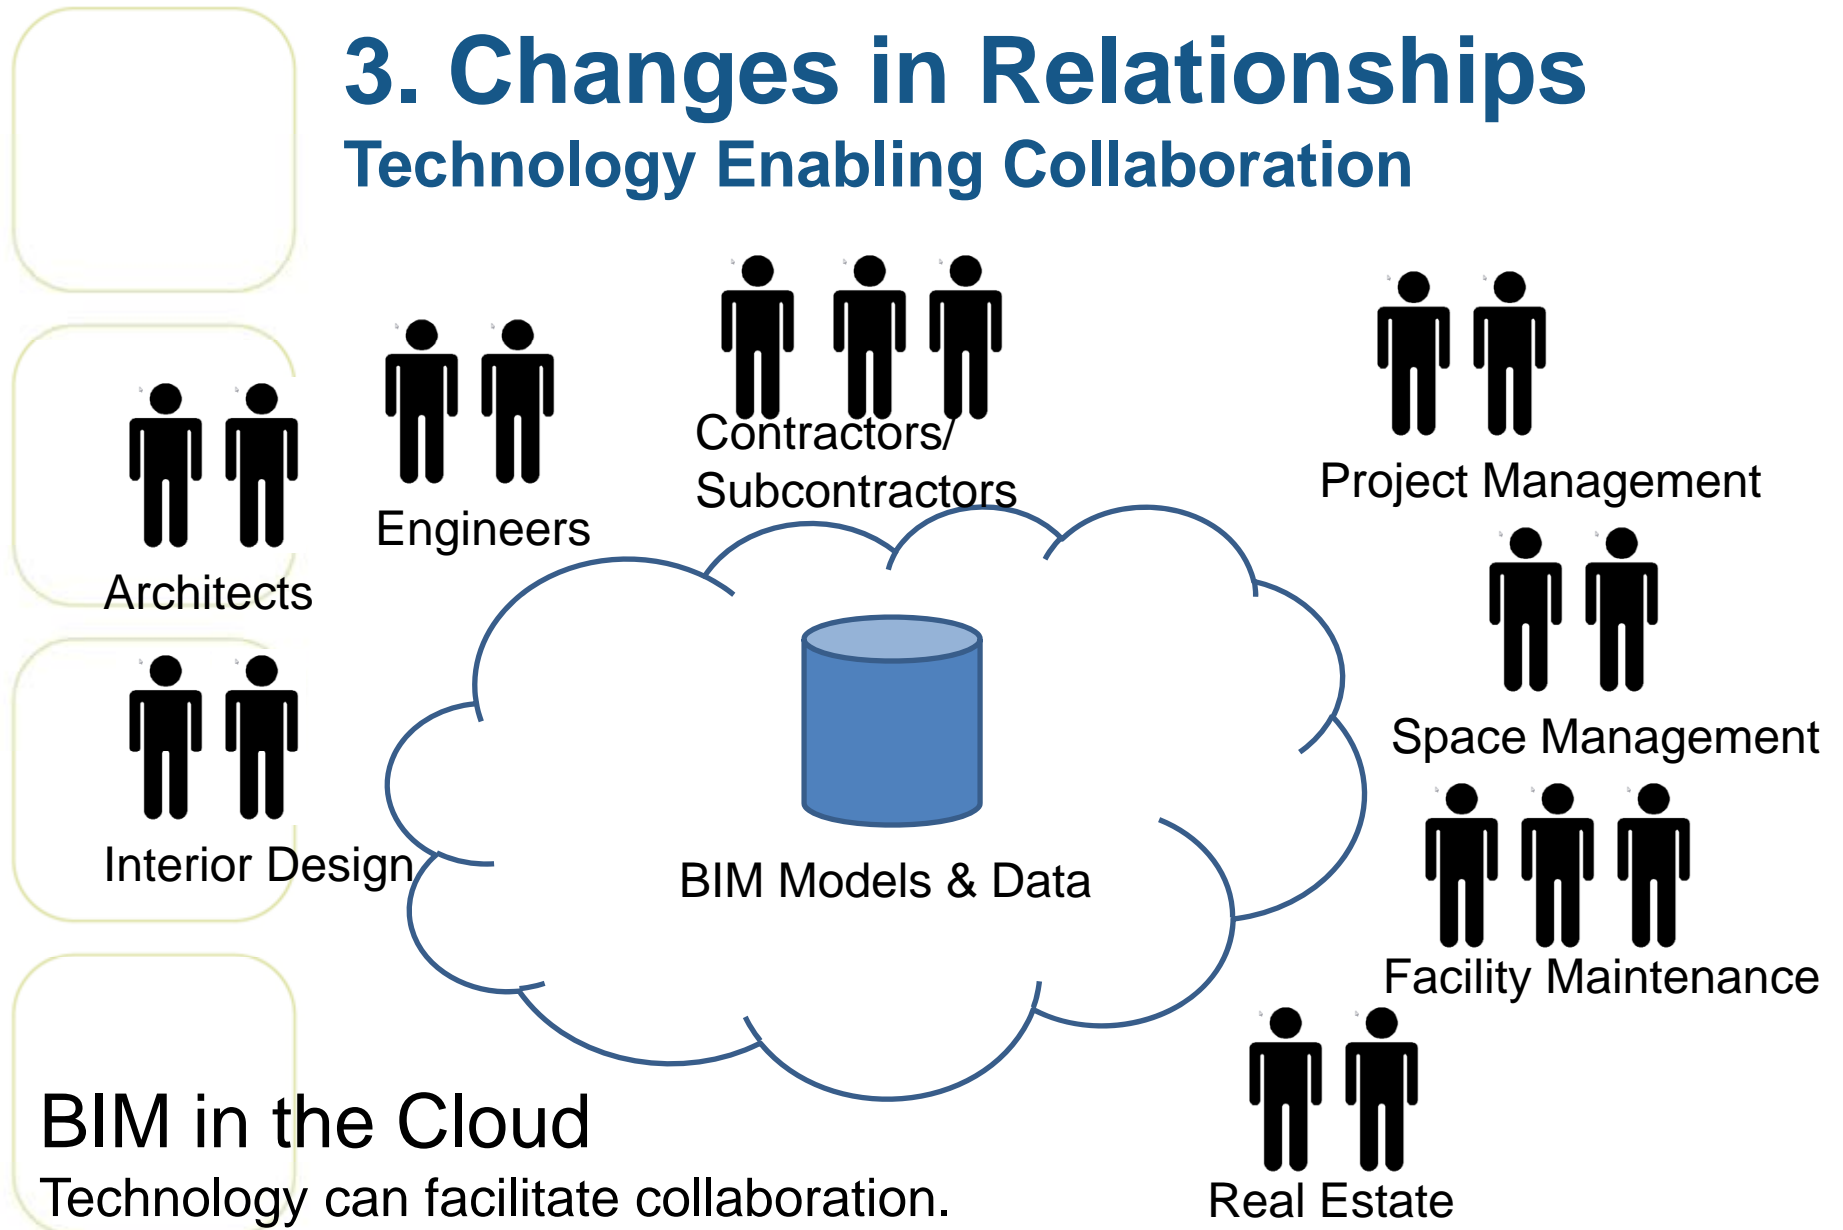 3. Changes in Relationships
Technology Enabling Collaboration
Contractors/
Subcontractors
Project Management
Engineers
Architects
Space Management
Interior Design
BIM Models & Data
Facility Maintenance
BIM in the Cloud
Technology can facilitate collaboration.
Real Estate